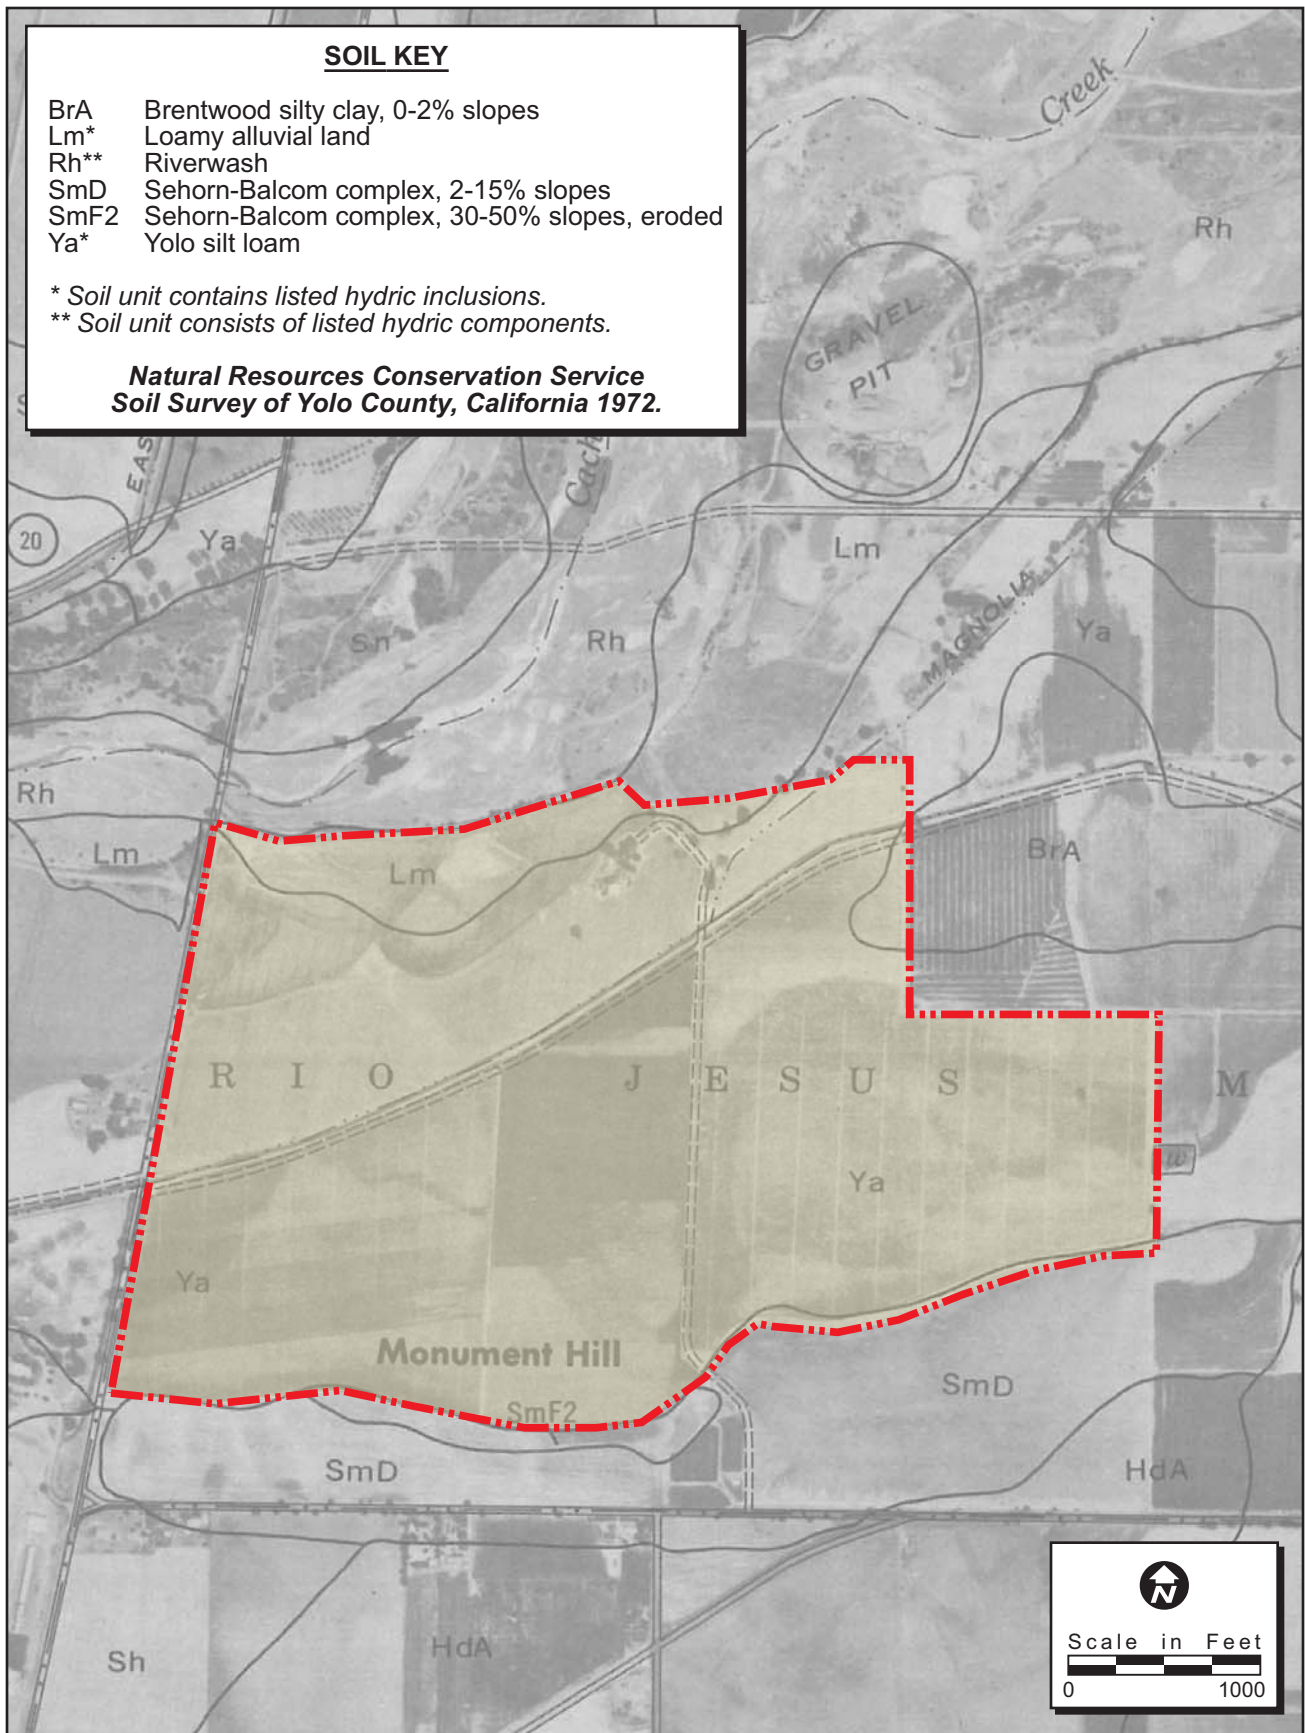 SOIL KEY
BrA Brentwood silty clay, 0-2% slopes
Lm* Loamy alluvial land
Rh** Riverwash
SmD Sehorn-Balcom complex, 2-15% slopes
SmF2 Sehorn-Balcom complex, 30-50% slopes, eroded
Ya* Yolo silt loam
* Soil unit contains listed hydric inclusions.
** Soil unit consists of listed hydric components.
Natural Resources Conservation Service
Soil Survey of Yolo County, California 1972.
Creek
Rh
GRAVEL
PIT
EAS
Cach
20
Ya
Lm
Sn
Rh
MAGNOLIA
Ya
Rh
Lm
Lm
BrA
R I O J E S U S M
w
Ya
Ya
Monument Hill
SmF2
SmD
SmD
HdA
Sh
HdA
N
Scale in Feet
0 1000